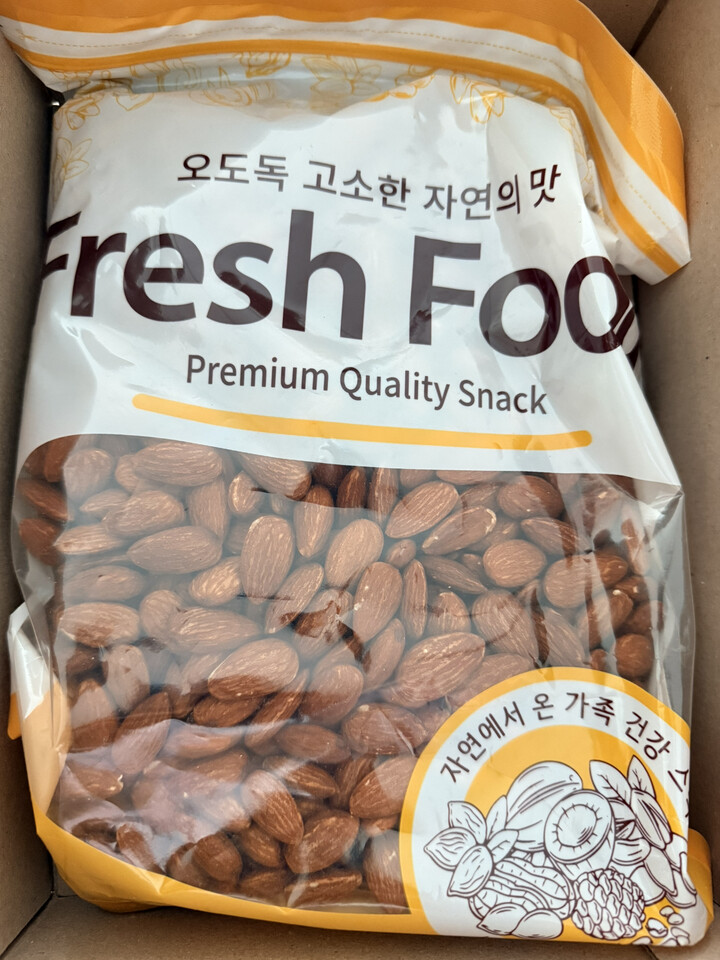 오도독 고소한 자연의 맛
Fresh Foo
Premium Quality Snack
자연에서 온 가족 건강